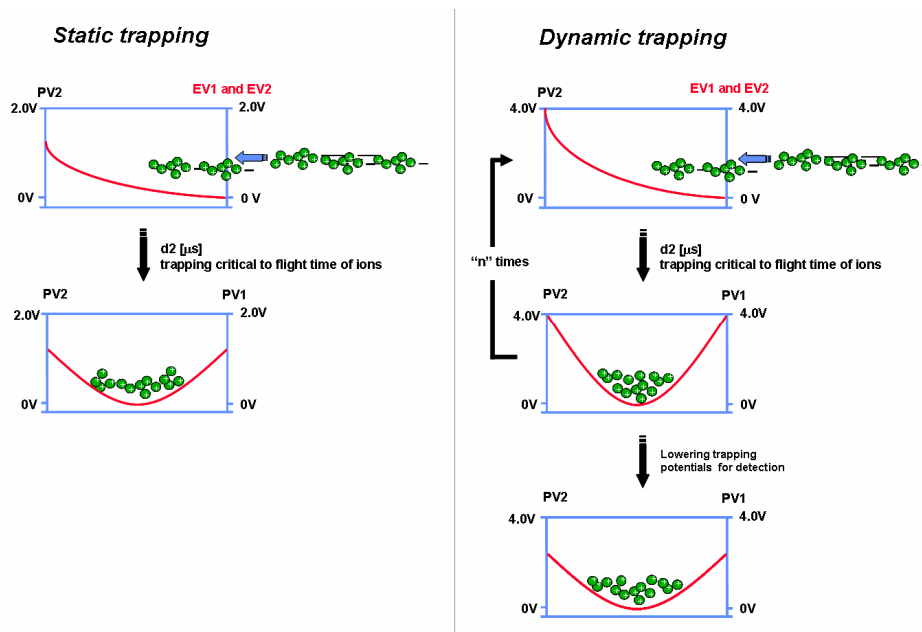 Static trapping
PV2
EV1 and EV2
2.0V
2.0V
0V
0 V
d2 [µs]
trapping critical to flight time of ions
PV2
PV1
2.0V
2.0V
0V
0V
Dynamic trapping
PV2
EV1 and EV2
4.0V
4.0V
0V
0 V
"n" times
d2 [µs]
trapping critical to flight time of ions
PV2
PV1
4.0V
4.0V
0V
0V
Lowering trapping
potentials for detection
PV2
PV1
4.0V
4.0V
0V
0V